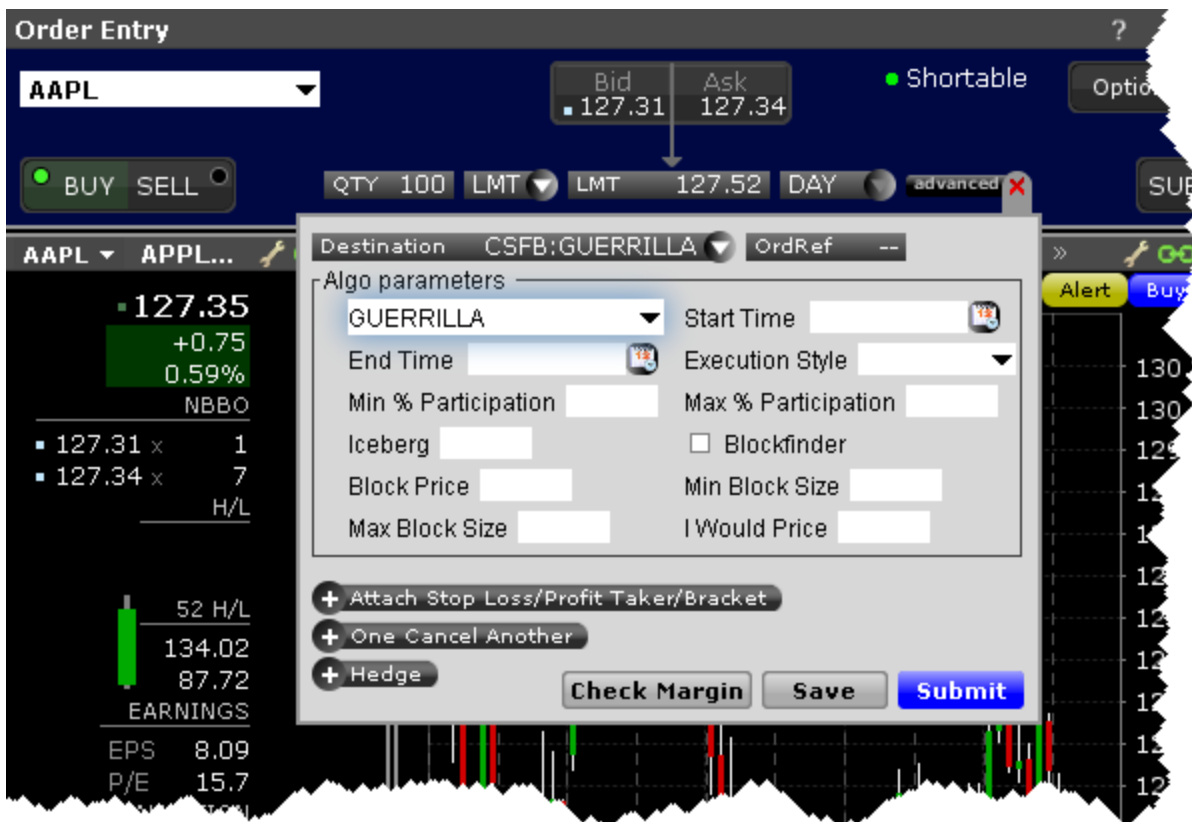 Order Entry ?
AAPL
Bid Ask
127.31 127.34
Shortable
BUY SELL
QTY 100 LMT LMT 127.52 DAY advanced
AAPL APPL...
Destination CSFB:GUERRILLA OrdRef --
»
Algo parameters
Alert
GUERRILLA Start Time
End Time Execution Style
Min % Participation Max % Participation
Iceberg Blockfinder
Block Price Min Block Size
Max Block Size I Would Price
127.35
+0.75
0.59%
NBBO
127.31 x 1
127.34 x 7
H/L
52 H/L
134.02
87.72
EARNINGS
EPS 8.09
P/E 15.7
Attach Stop Loss/Profit Taker/Bracket
One Cancel Another
Hedge
Check Margin Save Submit
130
130